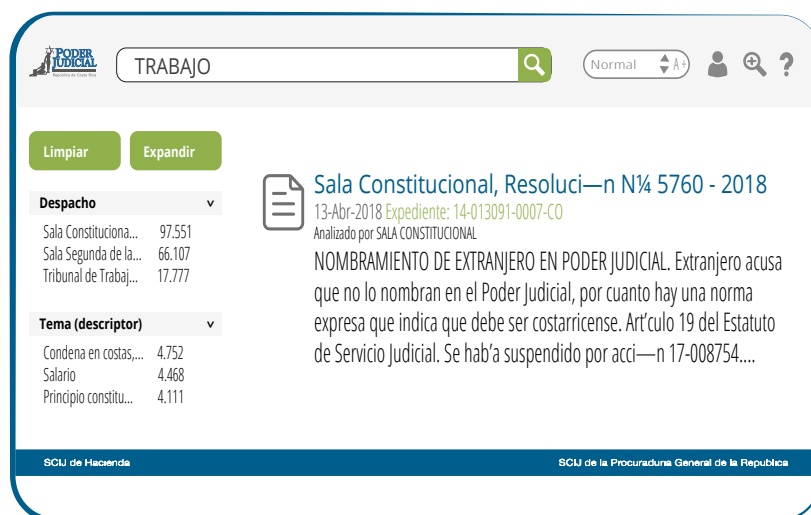 PODER
JUDICIAL
República de Costa Rica
TRABAJO
Normal A+
?
Limpiar Expandir
Despacho v
Sala Constituciona... 97.551
Sala Segunda de la... 66.107
Tribunal de Trabaj... 17.777
Tema (descriptor) v
Condena en costas,... 4.752
Salario 4.468
Principio constitu... 4.111
Sala Constitucional, Resoluci—n N¼ 5760 - 2018
13-Abr-2018 Expediente: 14-013091-0007-CO
Analizado por SALA CONSTITUCIONAL
NOMBRAMIENTO DE EXTRANJERO EN PODER JUDICIAL. Extranjero acusa
que no lo nombran en el Poder Judicial, por cuanto hay una norma
expresa que indica que debe ser costarricense. Art’culo 19 del Estatuto
de Servicio Judicial. Se hab’a suspendido por acci—n 17-008754....
SCIJ de Hacienda SCIJ de la Procuraduria General de la Republica